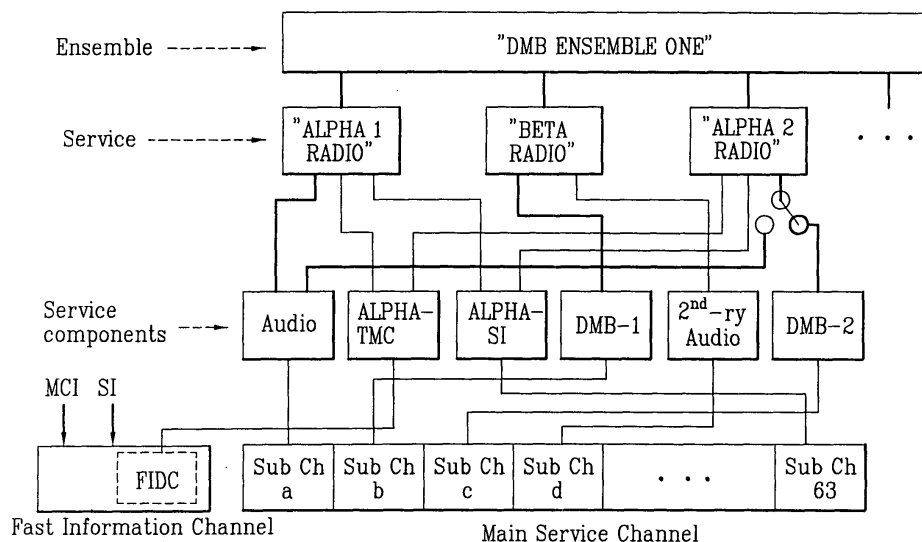 Ensemble
"DMB ENSEMBLE ONE"
Service
"ALPHA 1
RADIO"
"BETA
RADIO"
"ALPHA 2
RADIO"
. . .
Service
components
Audio
ALPHA-
TMC
ALPHA-
SI
DMB-1
2nd-ry
Audio
DMB-2
MCI
SI
FIDC
Sub Ch
a
Sub Ch
b
Sub Ch
c
Sub Ch
d
. . .
Sub Ch
63
Fast Information Channel
Main Service Channel